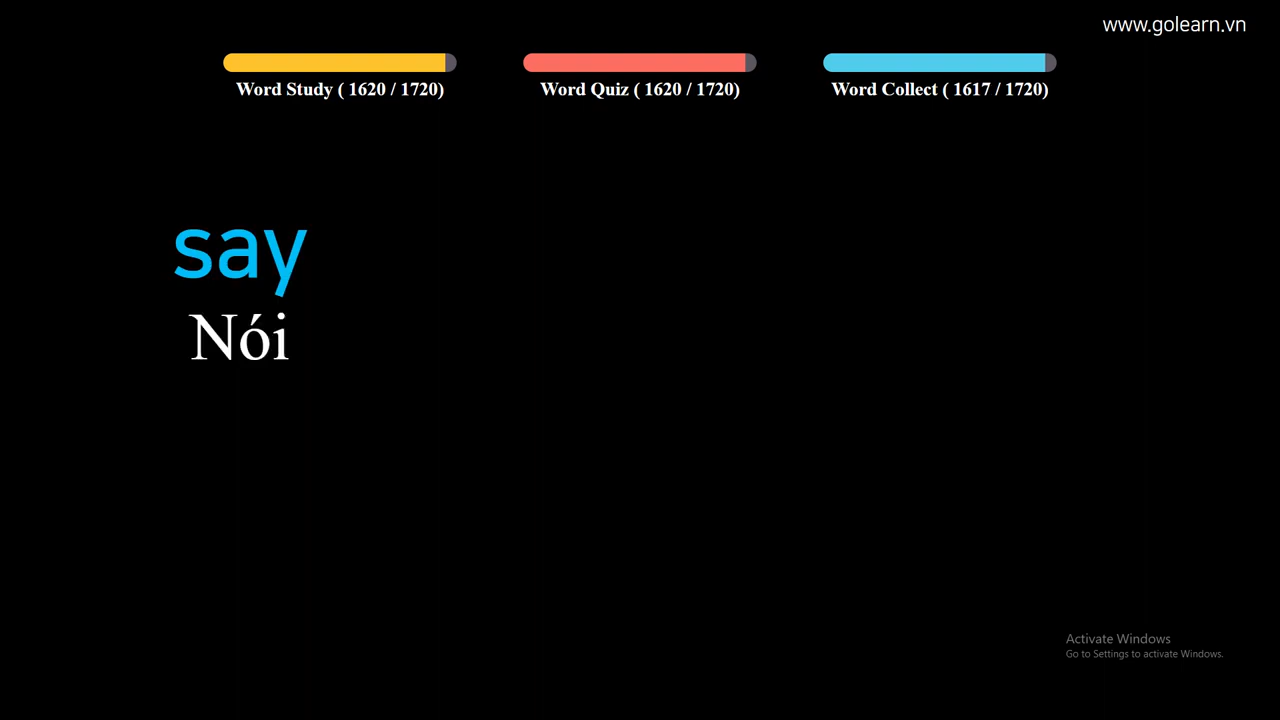 www.golearn.vn
Word Study ( 1620 / 1720)
Word Quiz ( 1620 / 1720)
Word Collect ( 1617 / 1720)
say
Nói
Activate Windows
Go to Settings to activate Windows.